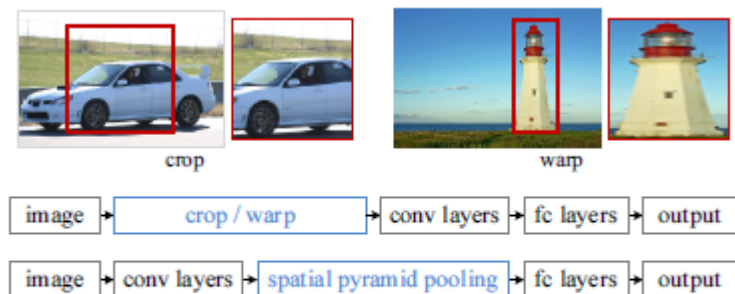 crop
warp
image crop / warp conv layers fc layers output
image conv layers spatial pyramid pooling fc layers output